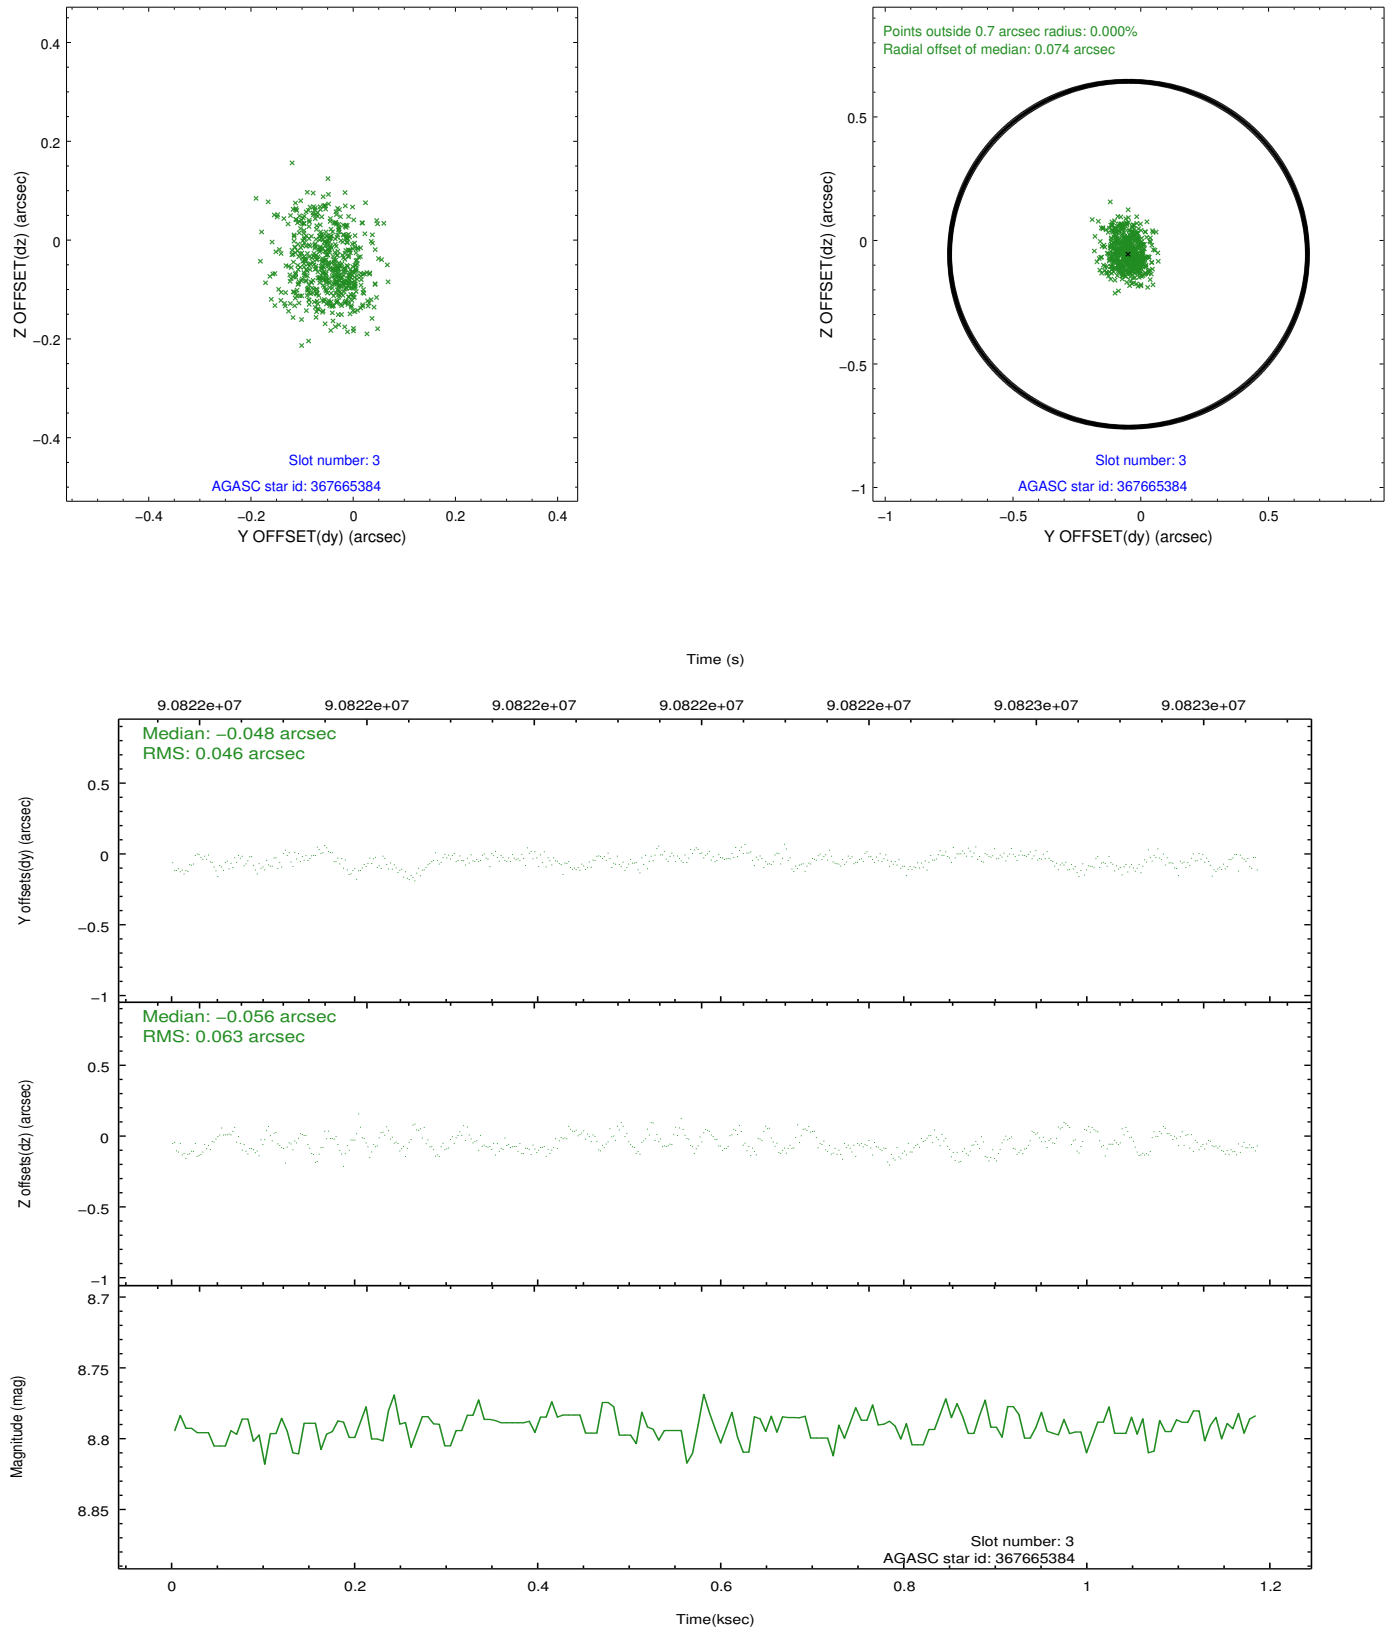 0.4
0.2
0
−0.2
−0.4
Z OFFSET(dz) (arcsec)
Slot number: 3
AGASC star id: 367665384
−0.4 −0.2 0 0.2 0.4
Y OFFSET(dy) (arcsec)
Points outside 0.7 arcsec radius: 0.000%
Radial offset of median: 0.074 arcsec
0.5
0
−0.5
−1
Z OFFSET(dz) (arcsec)
Slot number: 3
AGASC star id: 367665384
−1 −0.5 0 0.5
Y OFFSET(dy) (arcsec)
Time (s)
9.0822e+07 9.0822e+07 9.0822e+07 9.0822e+07 9.0822e+07 9.0823e+07 9.0823e+07
Median: −0.048 arcsec
RMS: 0.046 arcsec
0.5
0
−0.5
−1
Y offsets(dy) (arcsec)
Median: −0.056 arcsec
RMS: 0.063 arcsec
0.5
0
−0.5
−1
Z offsets(dz) (arcsec)
8.7
8.75
8.8
8.85
Magnitude (mag)
Slot number: 3
AGASC star id: 367665384
0 0.2 0.4 0.6 0.8 1 1.2
Time(ksec)